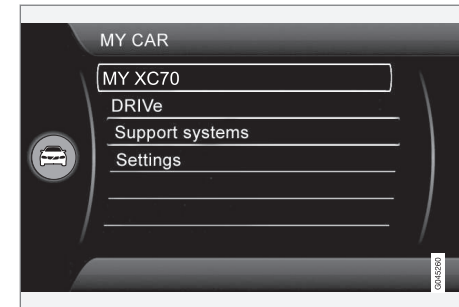 MY CAR
MY XC70
DRIVe
Support systems
Settings
G045260